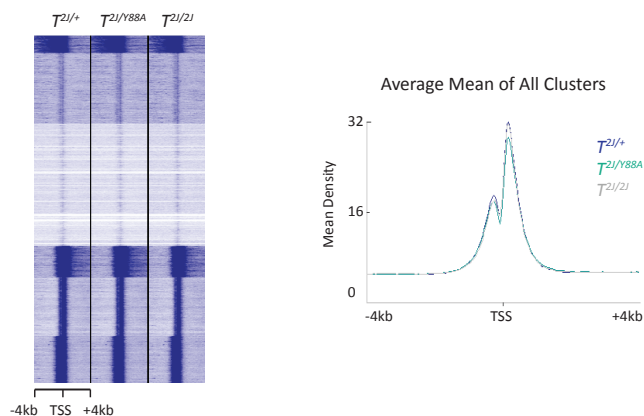 T2J/+ T2J/Y88A T2J/2J
-4kb TSS +4kb
Average Mean of All Clusters
Mean Density
32
16
0
T2J/+
T2J/Y88A
T2J/2J
-4kb TSS +4kb